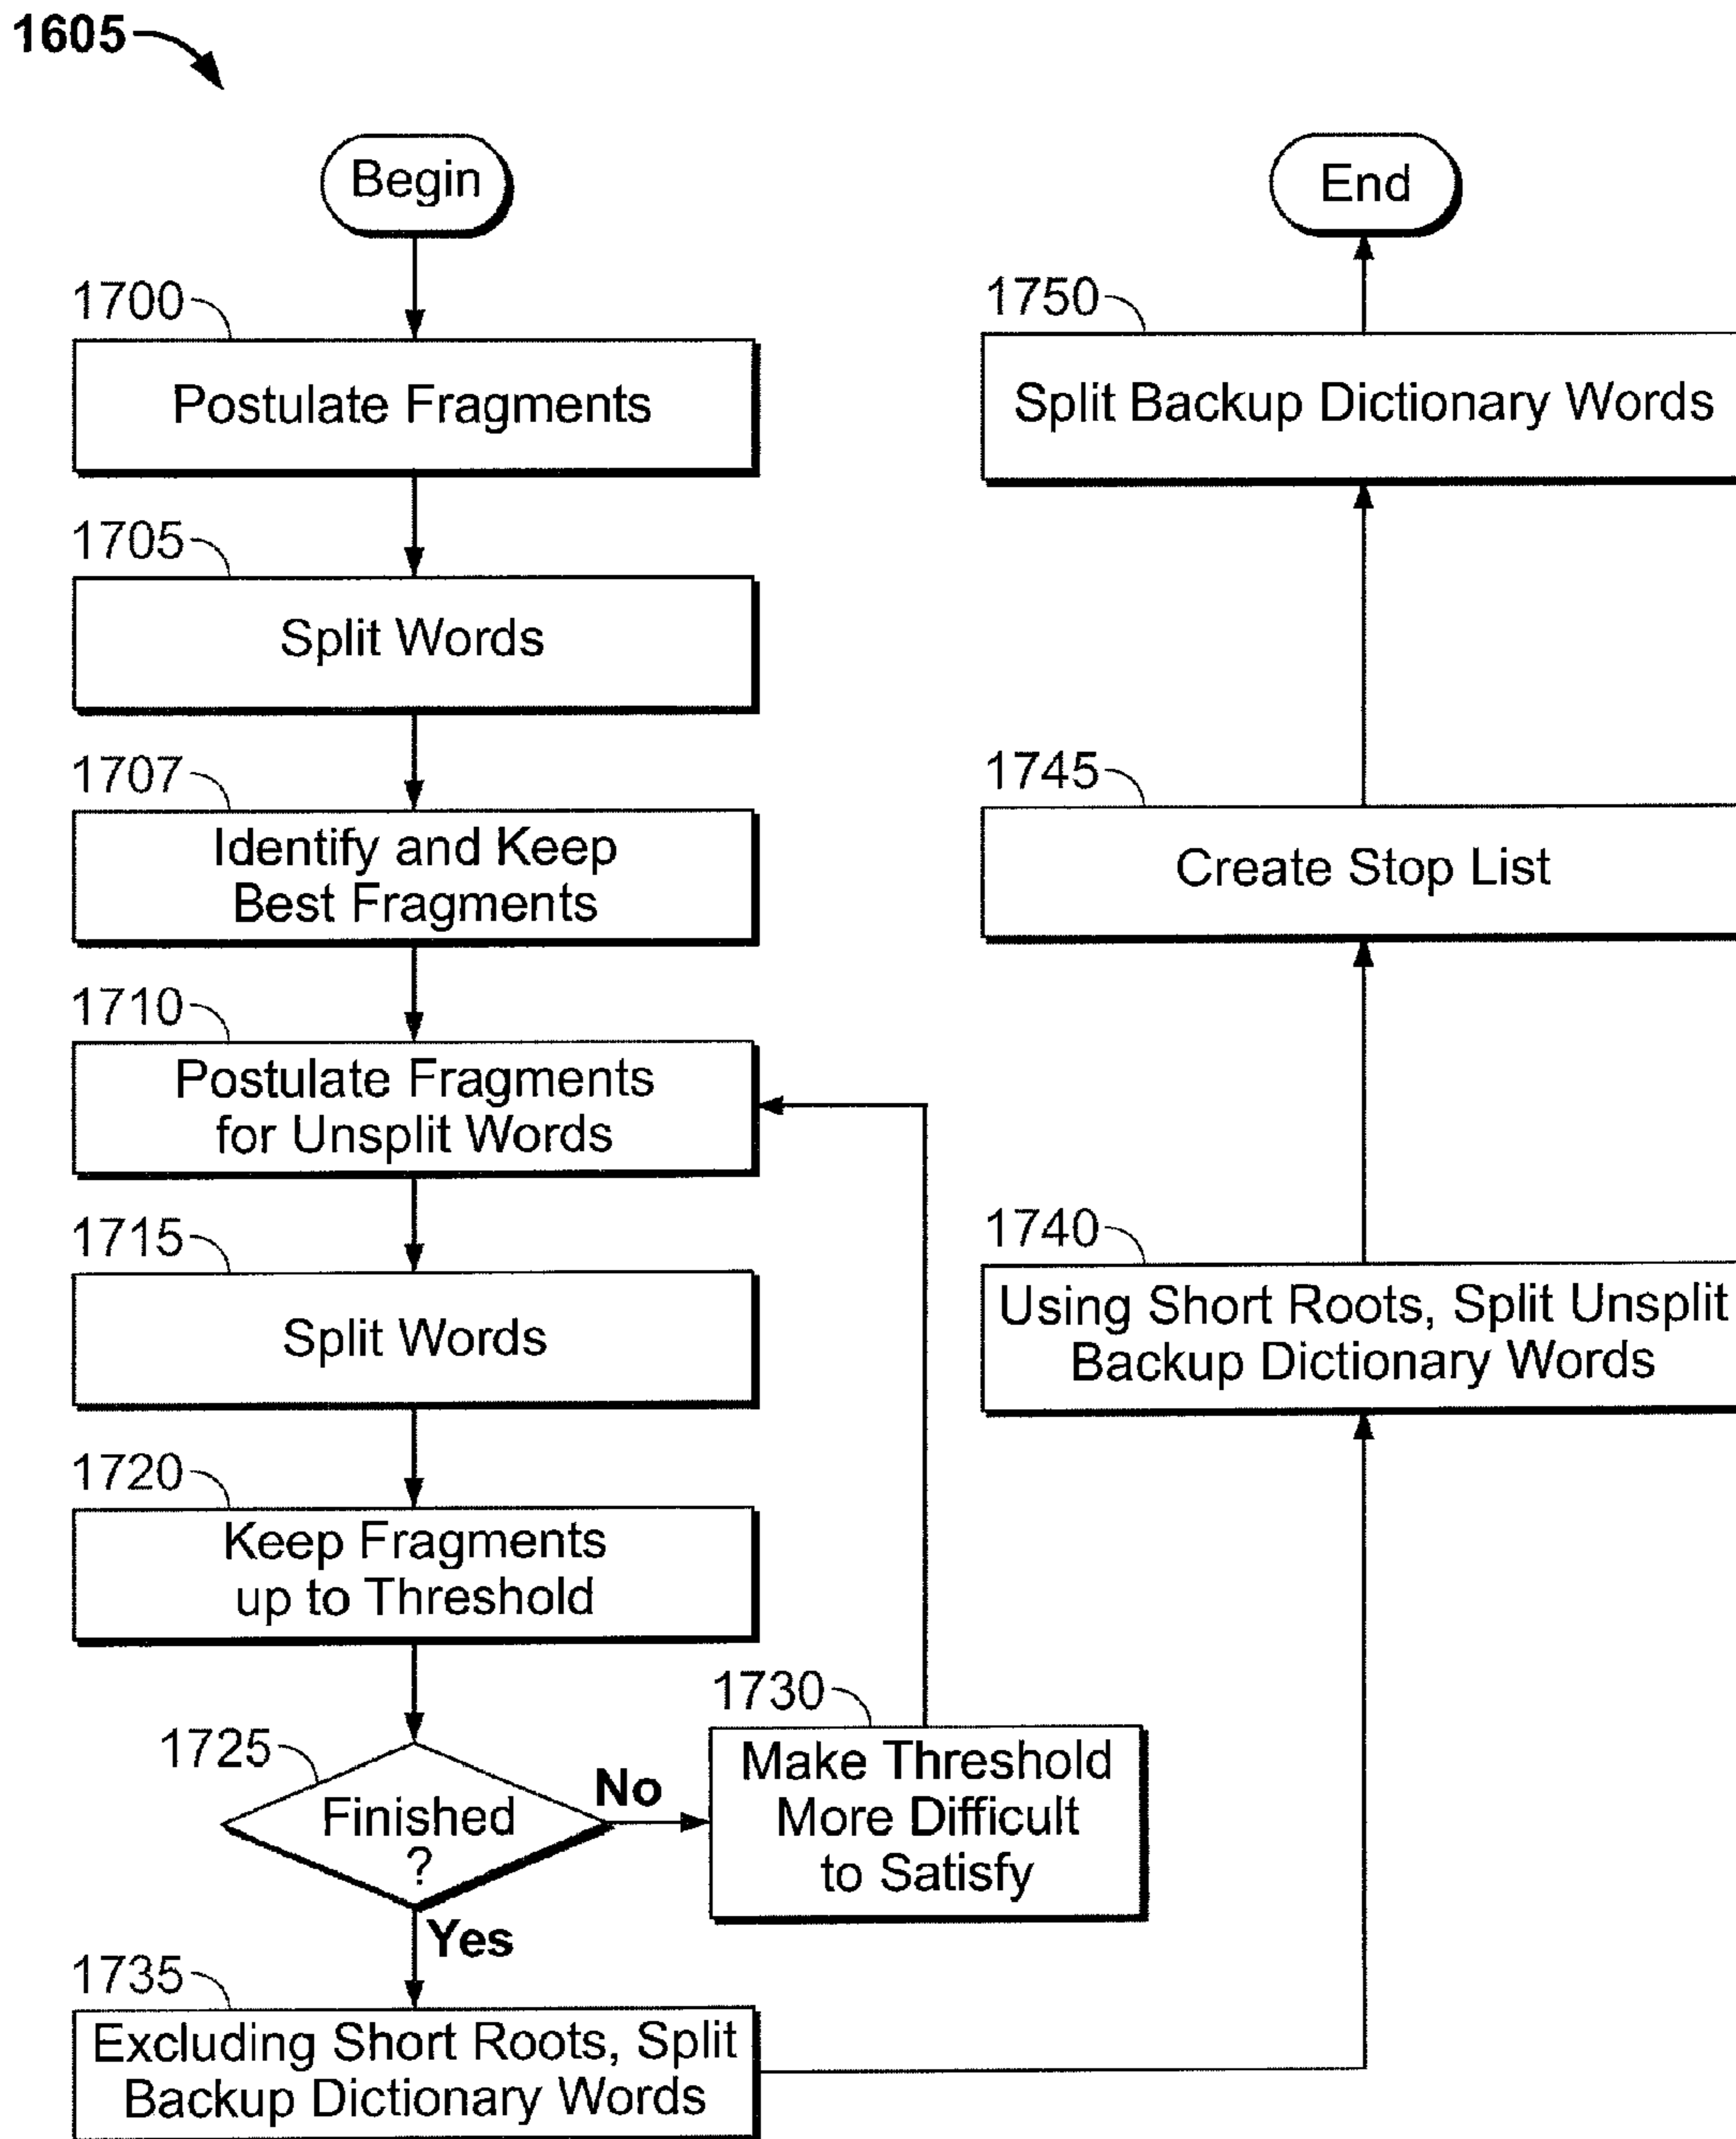 1605
Begin
1700
Postulate Fragments
1705
Split Words
1707
Identify and Keep
Best Fragments
1710
Postulate Fragments
for Unsplit Words
1715
Split Words
1720
Keep Fragments
up to Threshold
1725
Finished
?
No
Yes
1730
Make Threshold
More Difficult
to Satisfy
1735
Excluding Short Roots, Split
Backup Dictionary Words
1740
Using Short Roots, Split Unsplit
Backup Dictionary Words
1745
Create Stop List
1750
Split Backup Dictionary Words
End